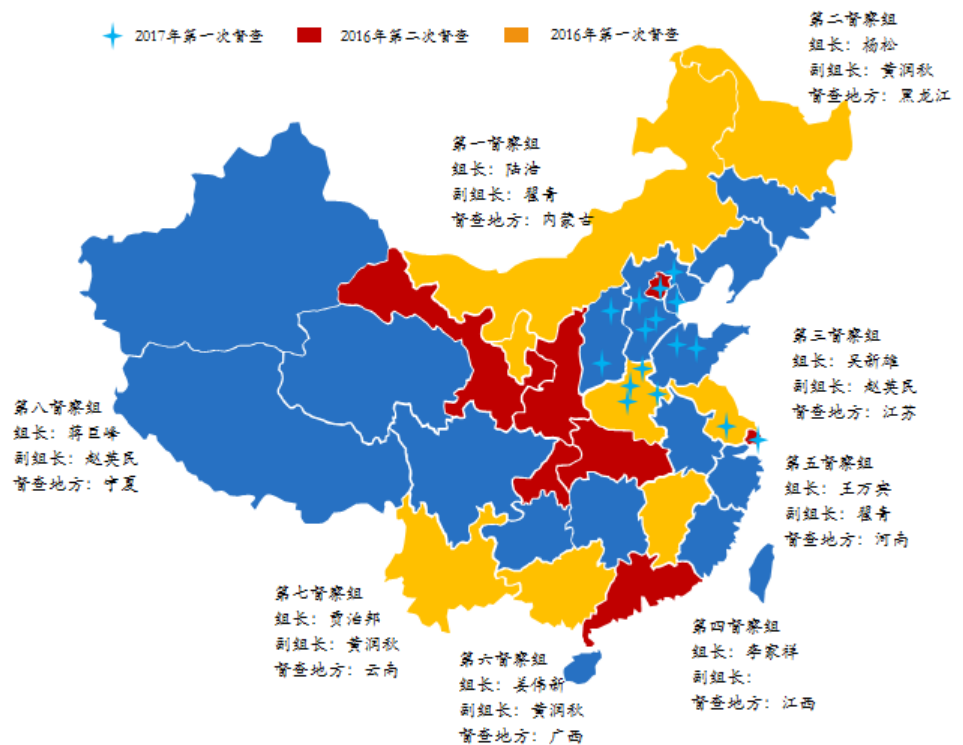 2017年第一次督查
2016年第二次督查
2016年第一次督查
第二督察组
组长：杨松
副组长：黄润秋
督查地方：黑龙江
第一督察组
组长：陆浩
副组长：翟青
督查地方：内蒙古
第三督察组
组长：吴新雄
副组长：赵英民
督查地方：江苏
第八督察组
组长：蒋巨峰
副组长：赵英民
督查地方：宁夏
第五督察组
组长：王万宾
副组长：翟青
督查地方：河南
第七督察组
组长：贾治邦
副组长：黄润秋
督查地方：云南
第四督察组
组长：李家祥
副组长：
督查地方：江西
第六督察组
组长：姜伟新
副组长：黄润秋
督查地方：广西